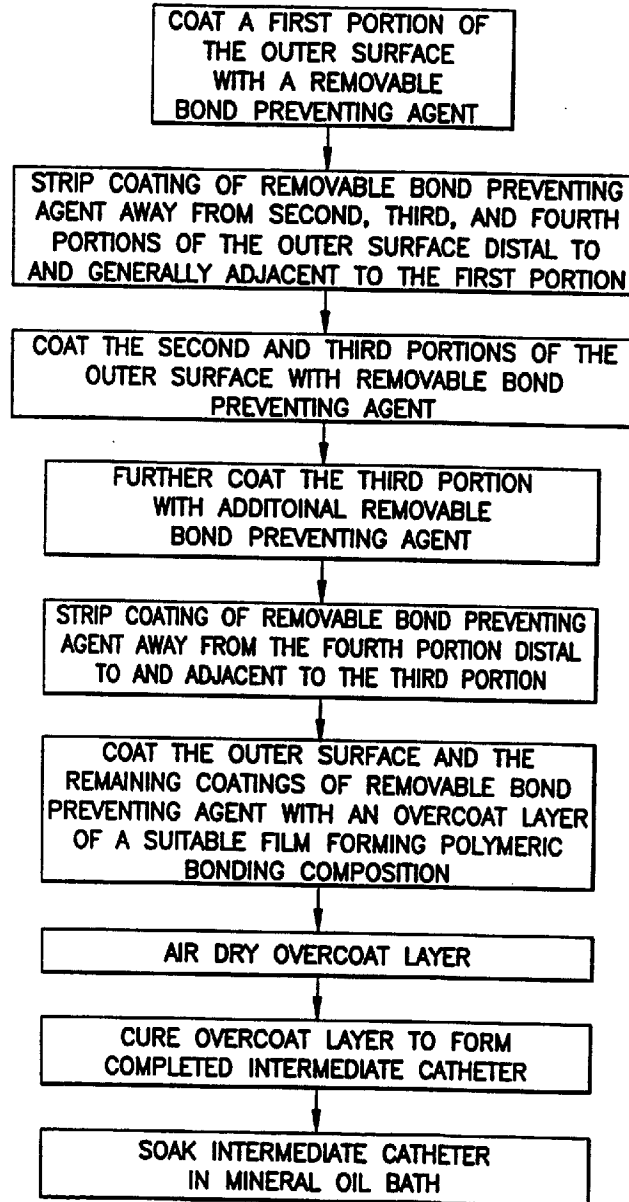 COAT A FIRST PORTION OF
THE OUTER SURFACE
WITH A REMOVABLE
BOND PREVENTING AGENT
STRIP COATING OF REMOVABLE BOND PREVENTING
AGENT AWAY FROM SECOND, THIRD, AND FOURTH
PORTIONS OF THE OUTER SURFACE DISTAL TO
AND GENERALLY ADJACENT TO THE FIRST PORTION
COAT THE SECOND AND THIRD PORTIONS OF THE
OUTER SURFACE WITH REMOVABLE BOND
PREVENTING AGENT
FURTHER COAT THE THIRD PORTION
WITH ADDITOINAL REMOVABLE
BOND PREVENTING AGENT
STRIP COATING OF REMOVABLE BOND PREVENTING
AGENT AWAY FROM THE FOURTH PORTION DISTAL
TO AND ADJACENT TO THE THIRD PORTION
COAT THE OUTER SURFACE AND THE
REMAINING COATINGS OF REMOVABLE BOND
PREVENTING AGENT WITH AN OVERCOAT LAYER
OF A SUITABLE FILM FORMING POLYMERIC
BONDING COMPOSITION
AIR DRY OVERCOAT LAYER
CURE OVERCOAT LAYER TO FORM
COMPLETED INTERMEDIATE CATHETER
SOAK INTERMEDIATE CATHETER
IN MINERAL OIL BATH